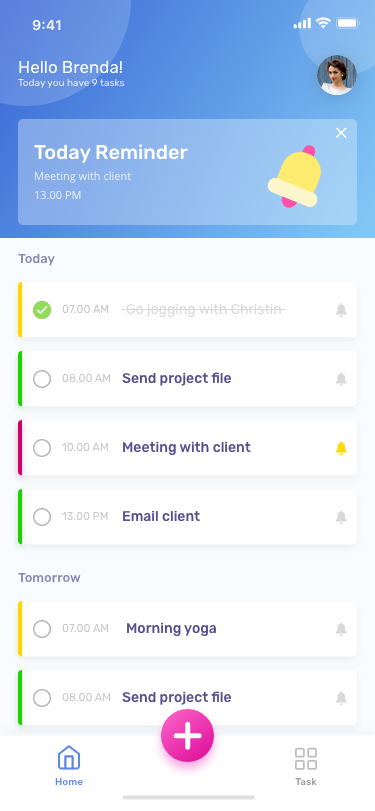 9:41
Hello Brenda!
Today you have 9 tasks
Today Reminder
Meeting with client
13.00 PM
Today
07.00 AM Go jogging with Christin
08.00 AM Send project file
10.00 AM Meeting with client
13.00 PM Email client
Tomorrow
07.00 AM Morning yoga
08.00 AM Send project file
Home Task